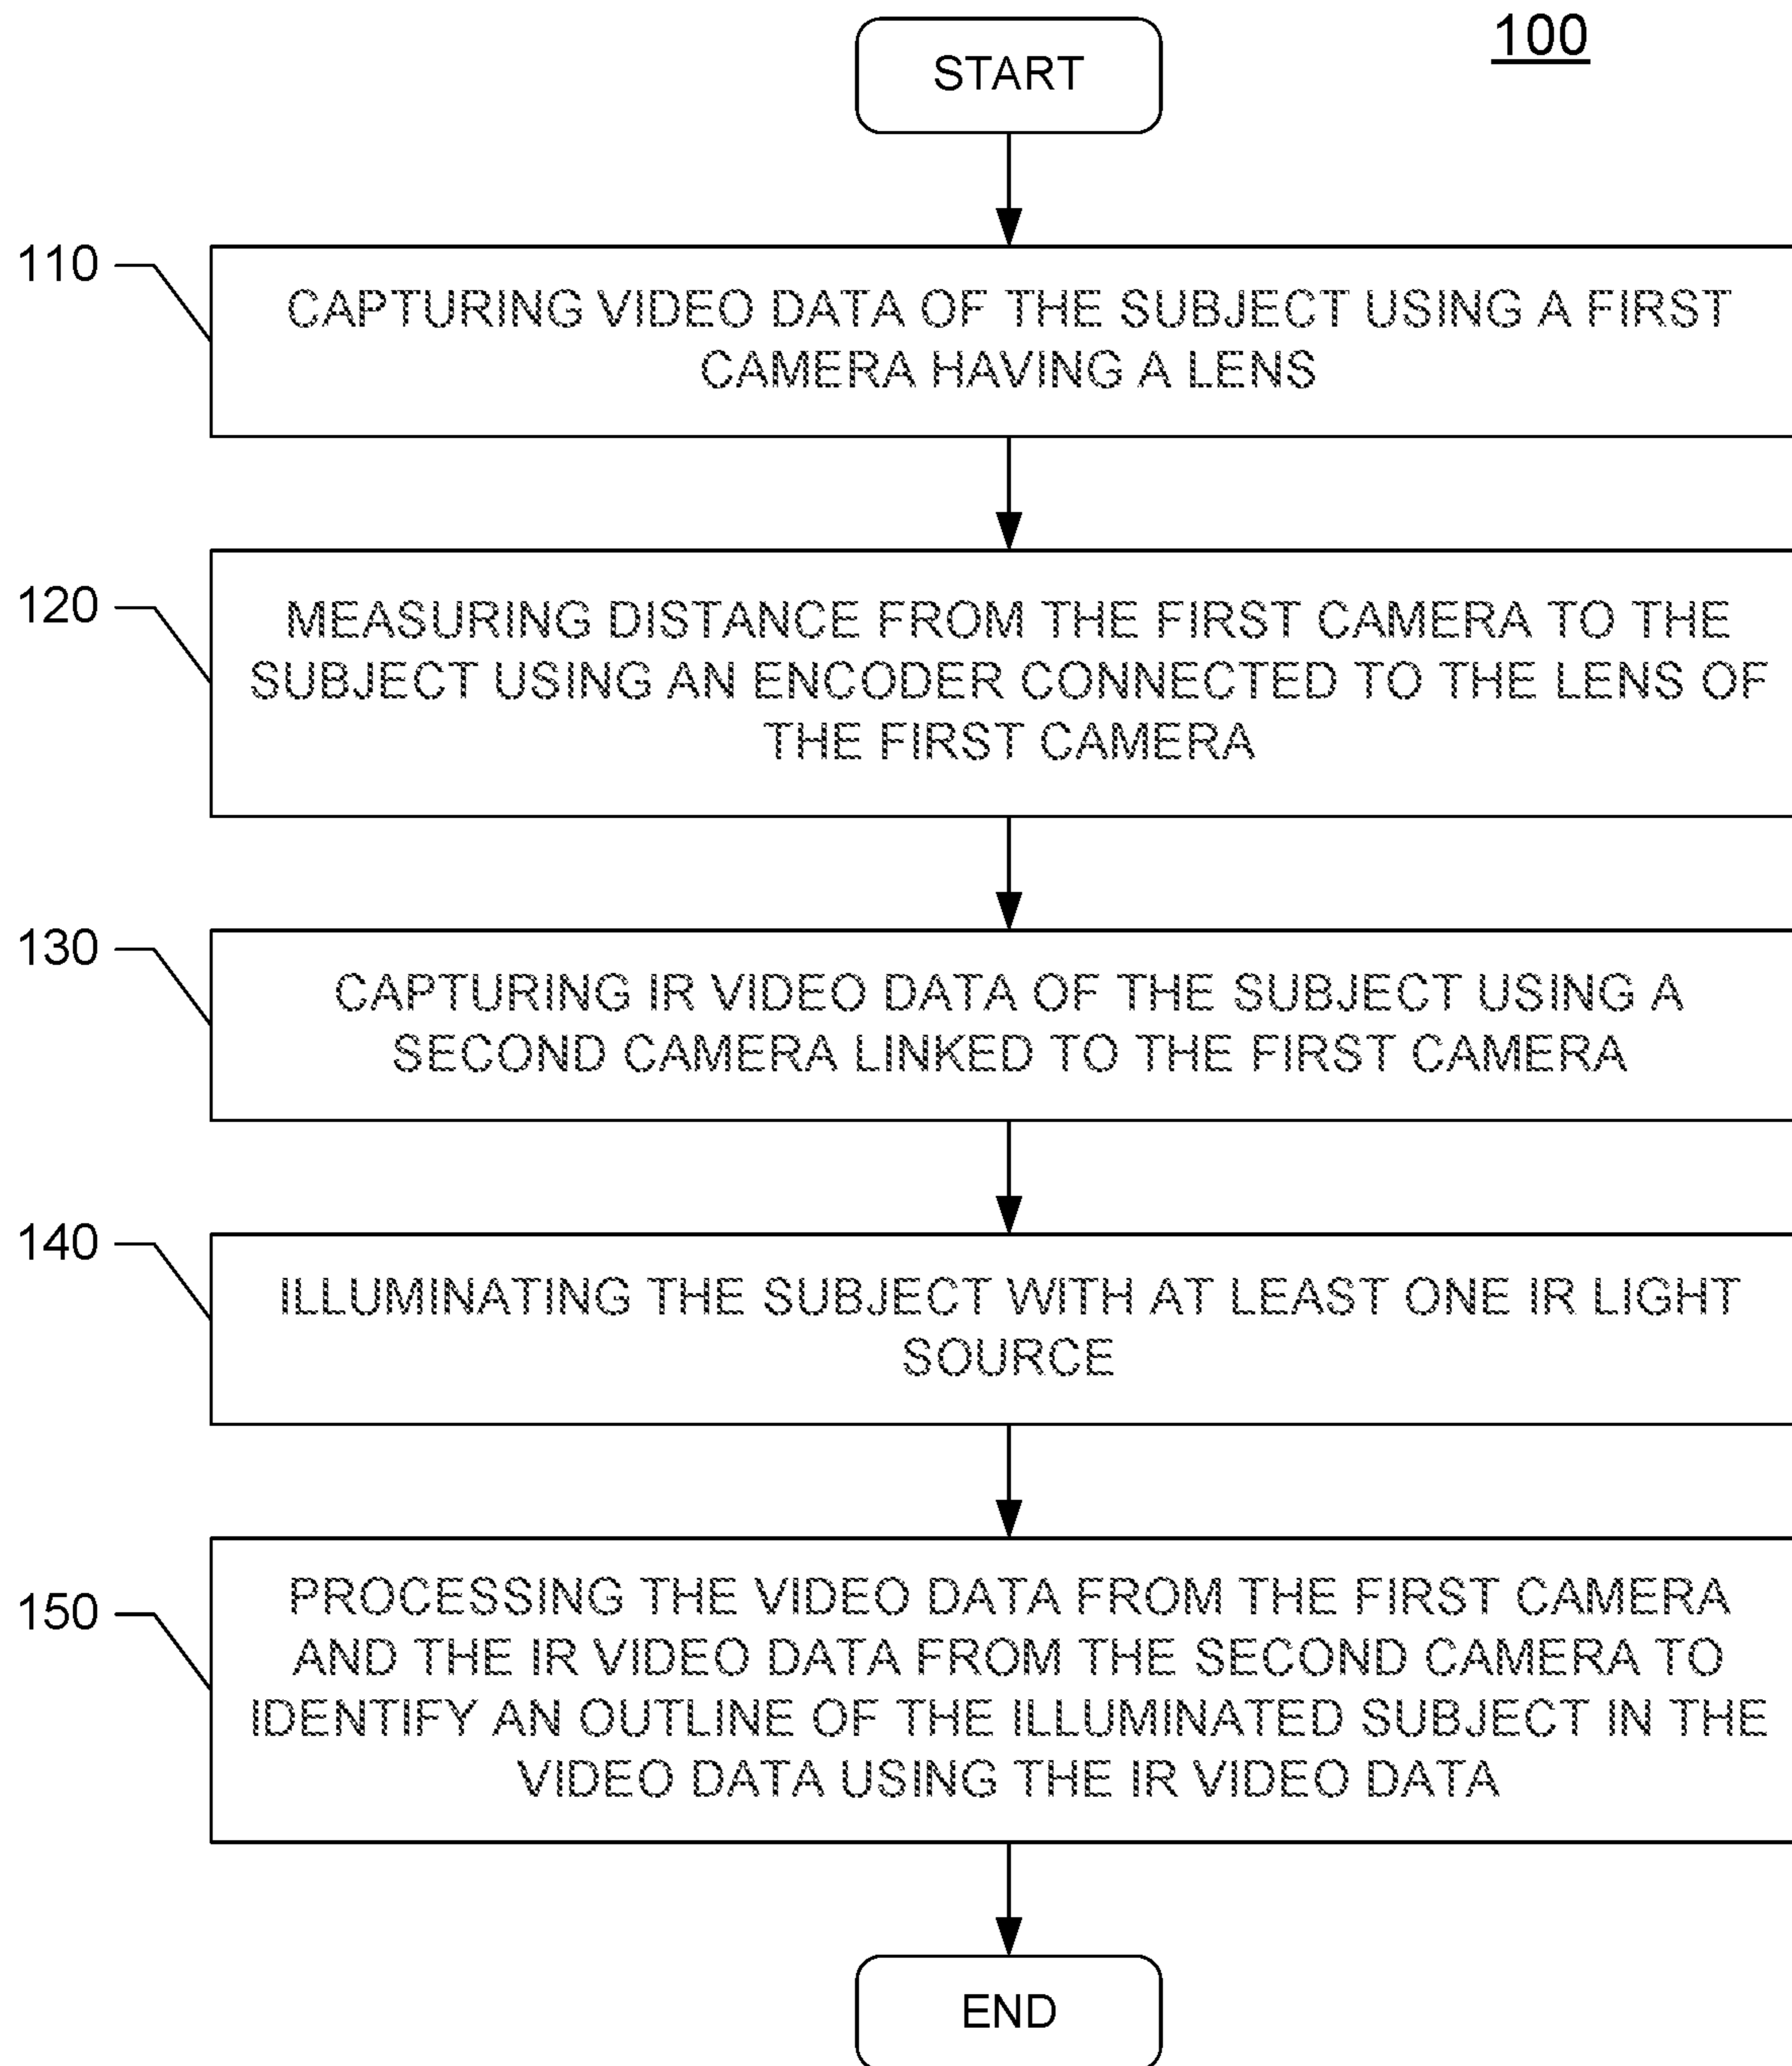 100
START
110
CAPTURING VIDEO DATA OF THE SUBJECT USING A FIRST
CAMERA HAVING A LENS
120
MEASURING DISTANCE FROM THE FIRST CAMERA TO THE
SUBJECT USING AN ENCODER CONNECTED TO THE LENS OF
THE FIRST CAMERA
130
CAPTURING IR VIDEO DATA OF THE SUBJECT USING A
SECOND CAMERA LINKED TO THE FIRST CAMERA
140
ILLUMINATING THE SUBJECT WITH AT LEAST ONE IR LIGHT
SOURCE
150
PROCESSING THE VIDEO DATA FROM THE FIRST CAMERA
AND THE IR VIDEO DATA FROM THE SECOND CAMERA TO
IDENTIFY AN OUTLINE OF THE ILLUMINATED SUBJECT IN THE
VIDEO DATA USING THE IR VIDEO DATA
END